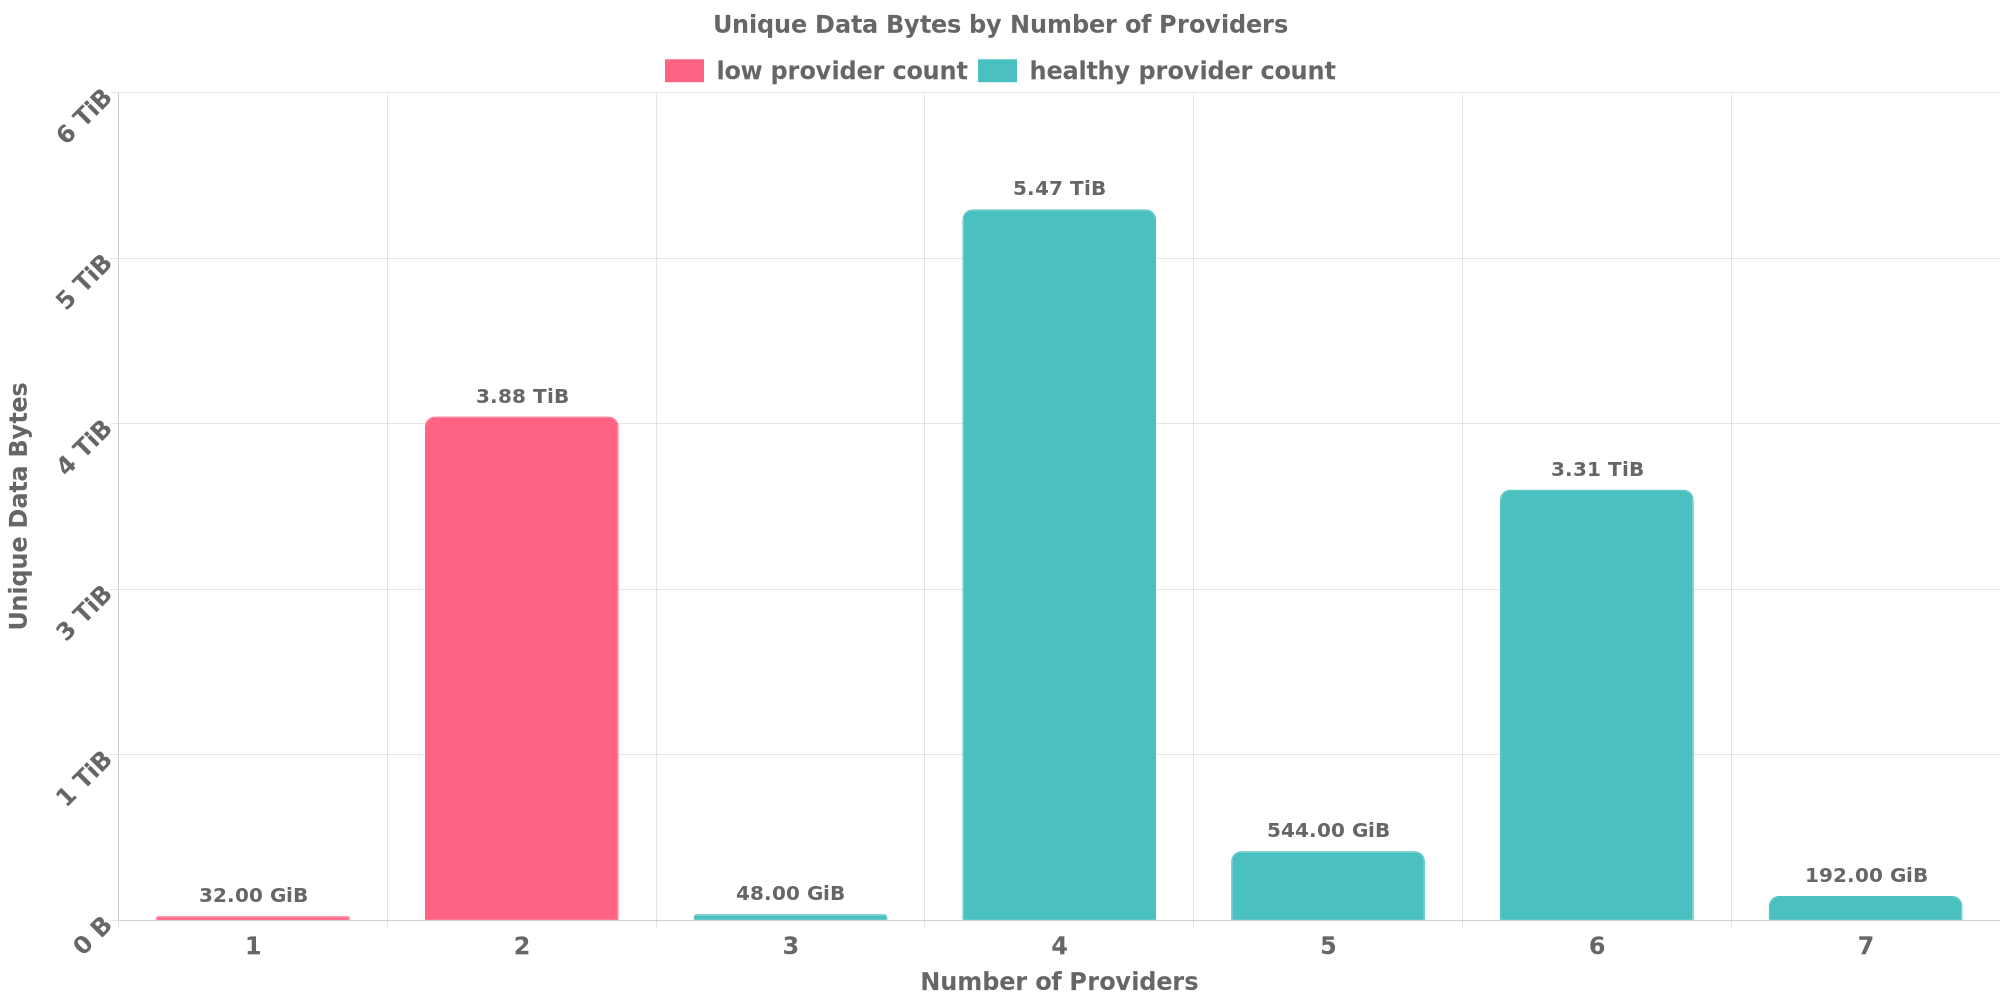 Unique Data Bytes by Number of Providers
low provider count
healthy provider count
6 TiB
5 TiB
4 TiB
3 TiB
1 TiB
0 B
Unique Data Bytes
32.00 GiB
3.88 TiB
48.00 GiB
5.47 TiB
544.00 GiB
3.31 TiB
192.00 GiB
1
2
3
4
5
6
7
Number of Providers